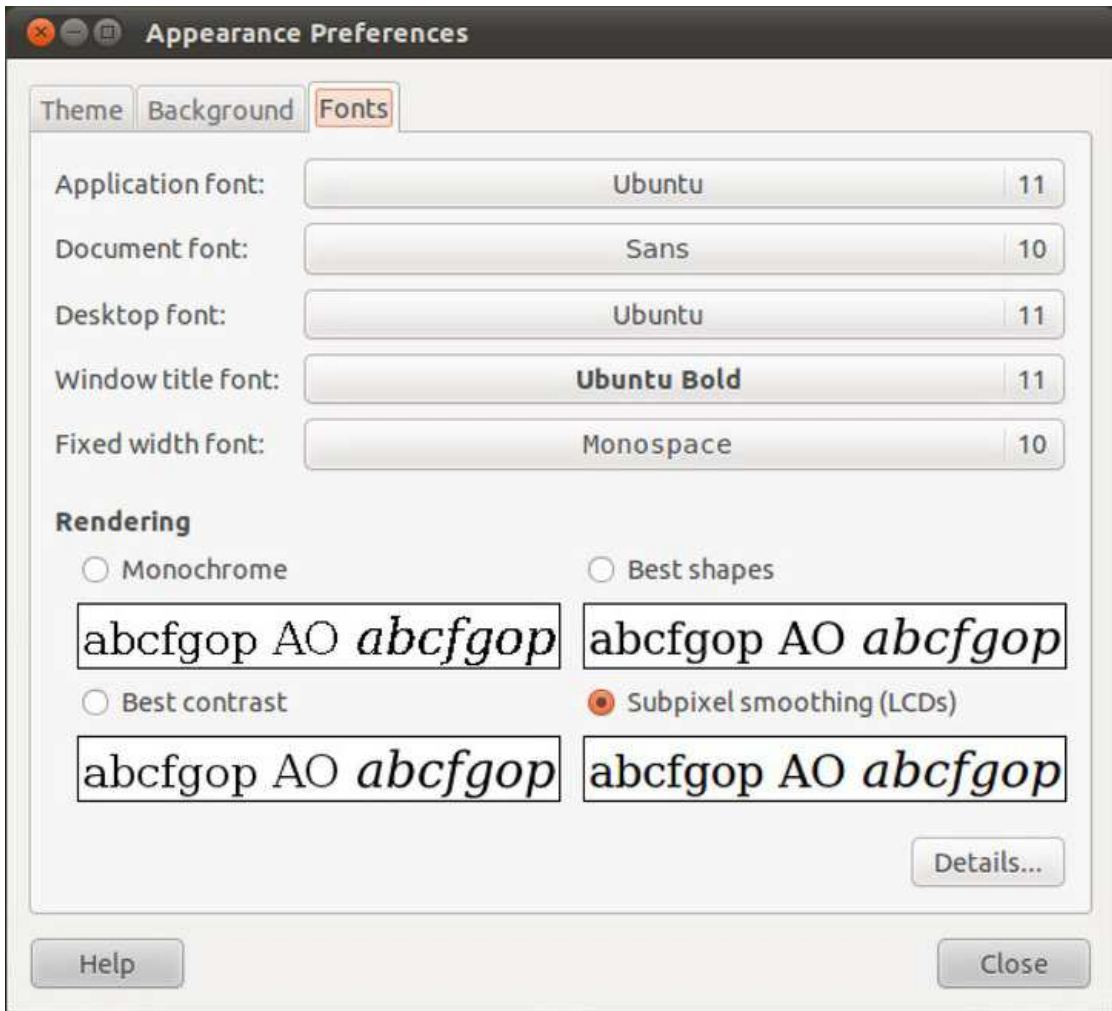 Appearance Preferences
Theme Background Fonts
Application font: Ubuntu 11
Document font: Sans 10
Desktop font: Ubuntu 11
Window title font: Ubuntu Bold 11
Fixed width font: Monospace 10
Rendering
Monochrome Best shapes
abcfgop AO abcfgop abcfgop AO abcfgop
Best contrast Subpixel smoothing (LCDs)
abcfgop AO abcfgop abcfgop AO abcfgop
Details...
Help Close